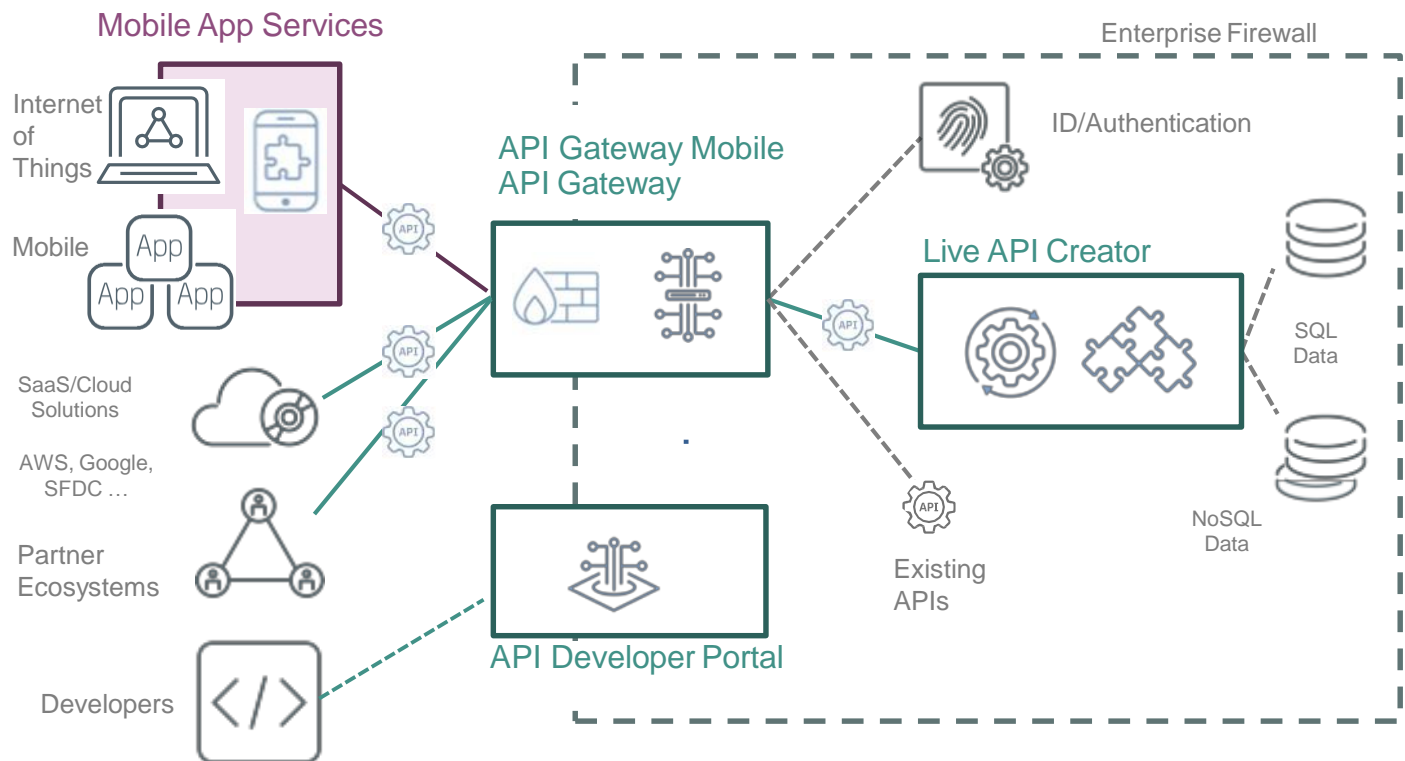 Mobile App Services
Enterprise Firewall
Internet
of
Things
ID/Authentication
API Gateway Mobile
API Gateway
API
Mobile
App
App
App
Live API Creator
API
API
SQL
Data
SaaS/Cloud
Solutions
API
AWS, Google,
SFDC ...
API
NoSQL
Data
Partner
Ecosystems
Existing
APIs
API Developer Portal
Developers